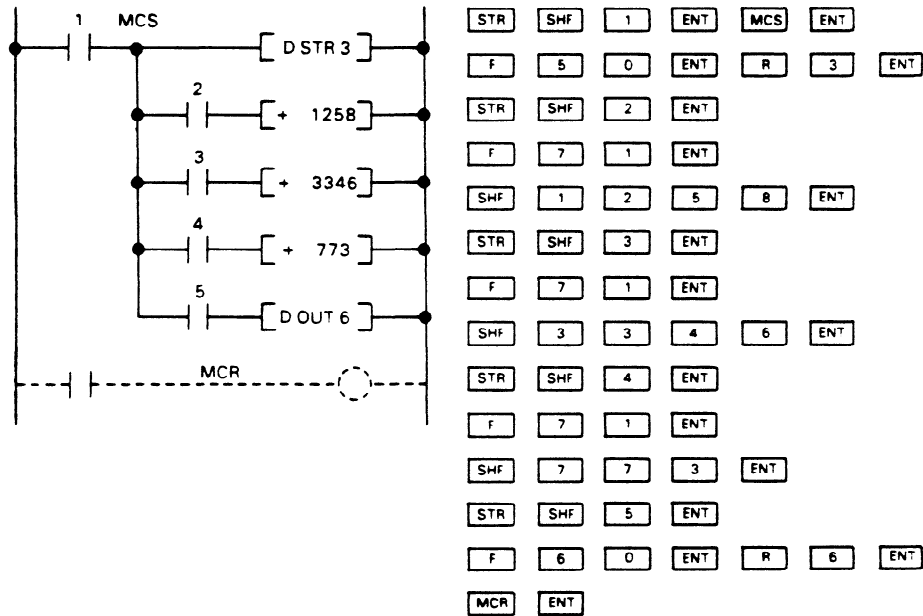 1 MCS
D STR 3
2
+ 1258
3
+ 3346
4
+ 773
5
D OUT 6
MCR
STR SHF 1 ENT MCS ENT
F 5 0 ENT R 3 ENT
STR SHF 2 ENT
F 7 1 ENT
SHF 1 2 5 8 ENT
STR SHF 3 ENT
F 7 1 ENT
SHF 3 3 4 6 ENT
STR SHF 4 ENT
F 7 1 ENT
SHF 7 7 3 ENT
STR SHF 5 ENT
F 6 0 ENT R 6 ENT
MCR ENT